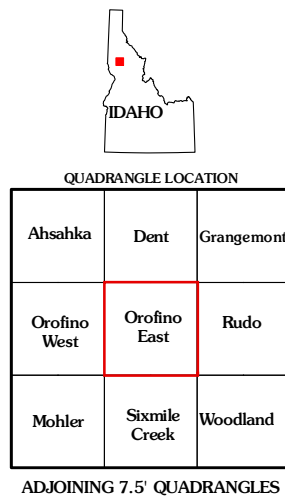 IDAHO
QUADRANGLE LOCATION
Ahsahka Dent Grangemont
Orofino West Orofino East Rudo
Mohler Sixmile Creek Woodland
ADJOINING 7.5' QUADRANGLES